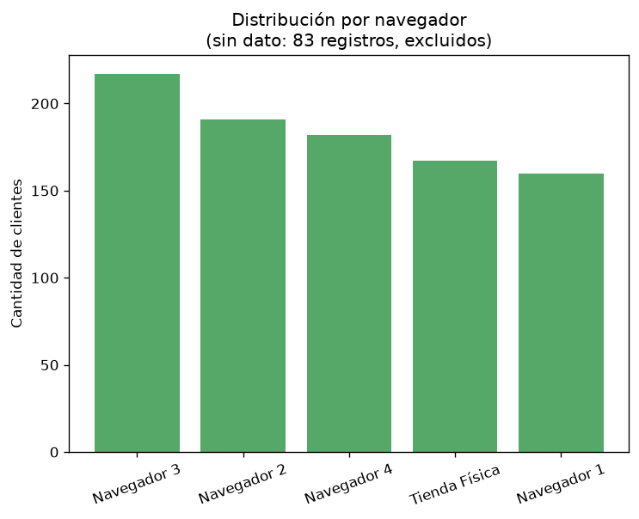 Distribución por navegador
(sin dato: 83 registros, excluidos)
Cantidad de clientes
200
150
100
50
0
Navegador 3
Navegador 2
Navegador 4
Tienda Física
Navegador 1